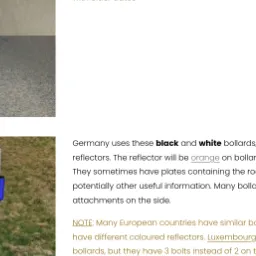 Germany uses these black and white bollards,
reflectors. The reflector will be orange on bollar
They sometimes have plates containing the ro
potentially other useful information. Many bolla
attachments on the side.
NOTE: Many European countries have similar bo
have different coloured reflectors. Luxembourg
bollards, but they have 3 bolts instead of 2 on t